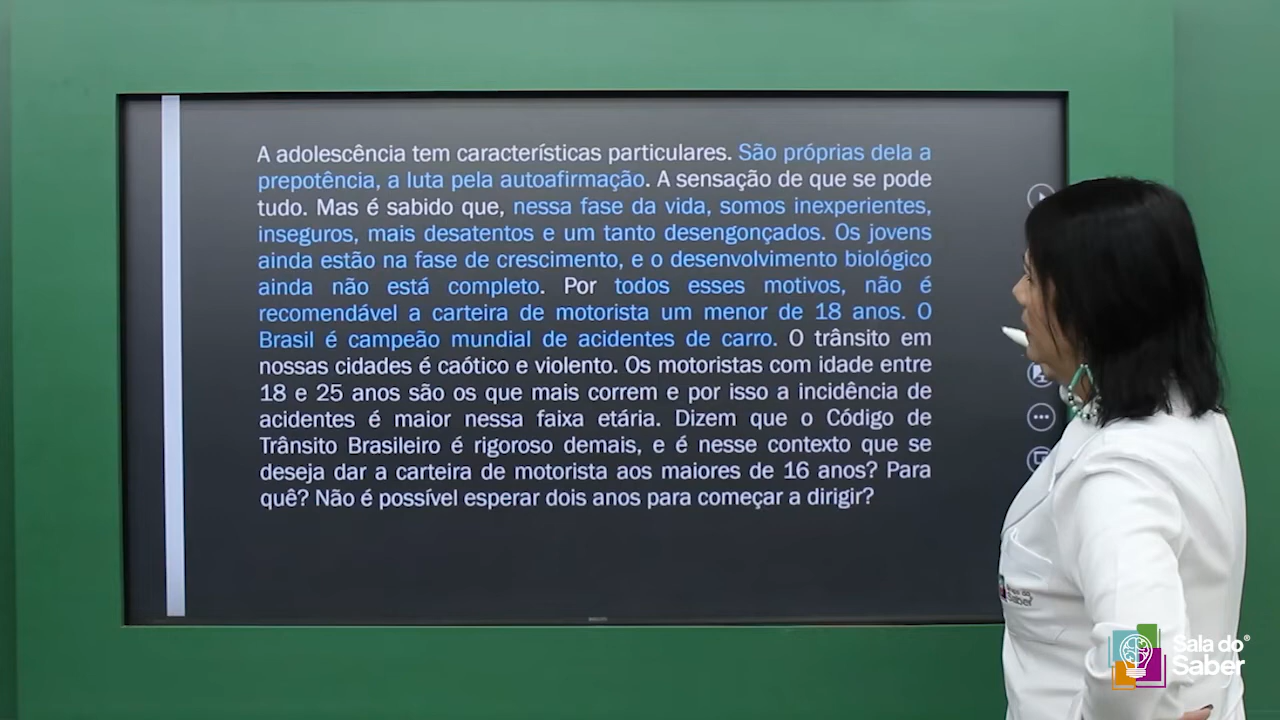 A adolescência tem características particulares. São próprias dela a
prepotência, a luta pela autoafirmação. A sensação de que se pode
tudo. Mas é sabido que, nessa fase da vida, somos inexperientes,
inseguros, mais desatentos e um tanto desengonçados. Os jovens
ainda estão na fase de crescimento, e o desenvolvimento biológico
ainda não está completo. Por todos esses motivos, não é
recomendável a carteira de motorista um menor de 18 anos. O
Brasil é campeão mundial de acidentes de carro. O trânsito em
nossas cidades é caótico e violento. Os motoristas com idade entre
18 e 25 anos são os que mais correm e por isso a incidência de
acidentes é maior nessa faixa etária. Dizem que o Código de
Trânsito Brasileiro é rigoroso demais, e é nesse contexto que se
deseja dar a carteira de motorista aos maiores de 16 anos? Para
quê? Não é possível esperar dois anos para começar a dirigir?
Saber
Sala do
Saber®